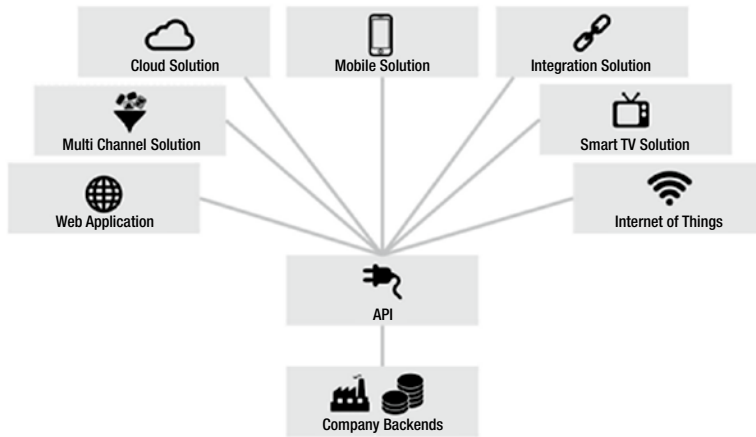 Cloud Solution
Mobile Solution
Integration Solution
Multi Channel Solution
Smart TV Solution
Web Application
Internet of Things
API
Company Backends